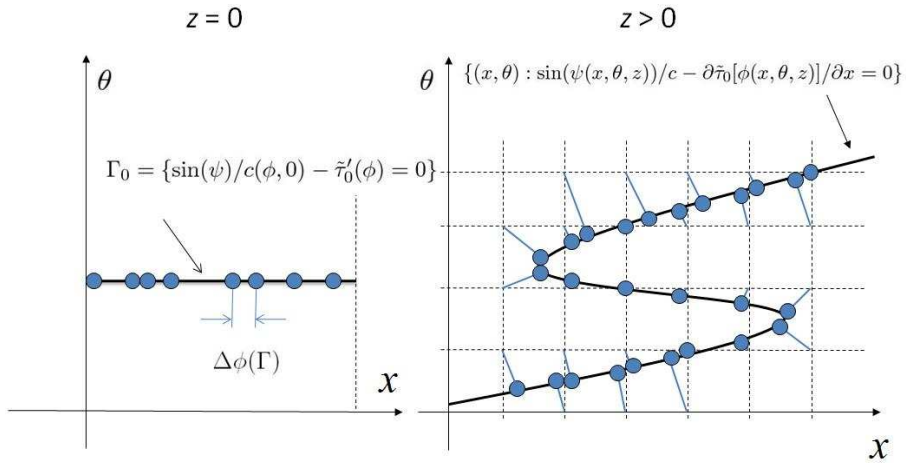 z = 0
z > 0
θ
θ
{(x, θ) : sin(ψ(x, θ, z))/c − ∂τ̃₀[ϕ(x, θ, z)]/∂x = 0}
Γ₀ = {sin(ψ)/c(ϕ, 0) − τ̃₀′(ϕ) = 0}
Δϕ(Γ)
x
x